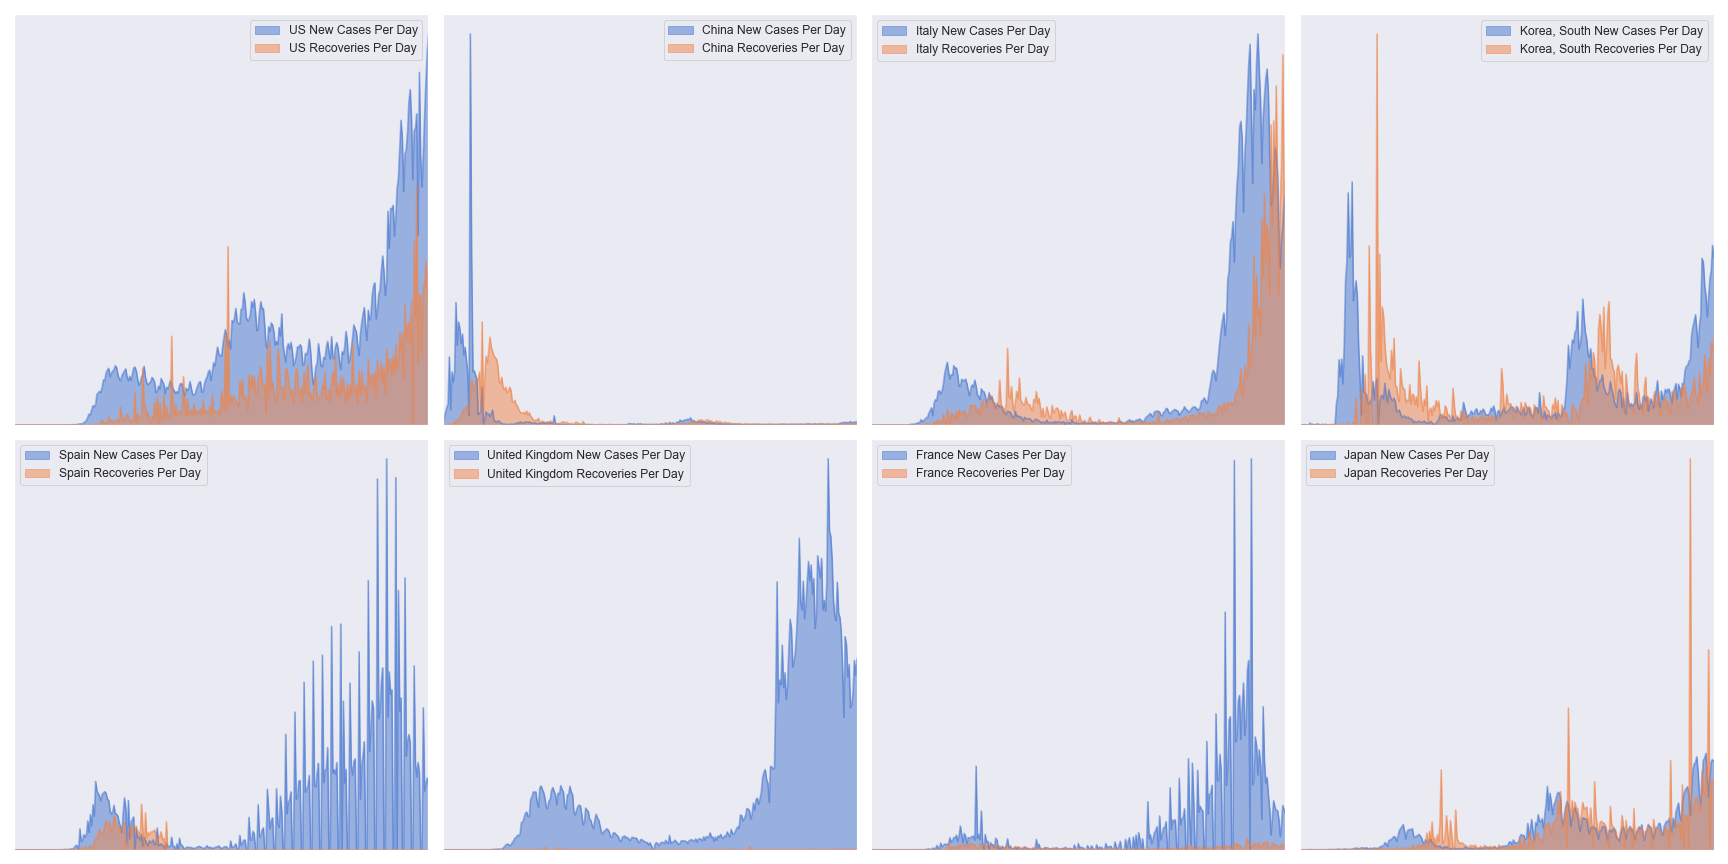 US New Cases Per Day
US Recoveries Per Day
China New Cases Per Day
China Recoveries Per Day
Italy New Cases Per Day
Italy Recoveries Per Day
Korea, South New Cases Per Day
Korea, South Recoveries Per Day
Spain New Cases Per Day
Spain Recoveries Per Day
United Kingdom New Cases Per Day
United Kingdom Recoveries Per Day
France New Cases Per Day
France Recoveries Per Day
Japan New Cases Per Day
Japan Recoveries Per Day